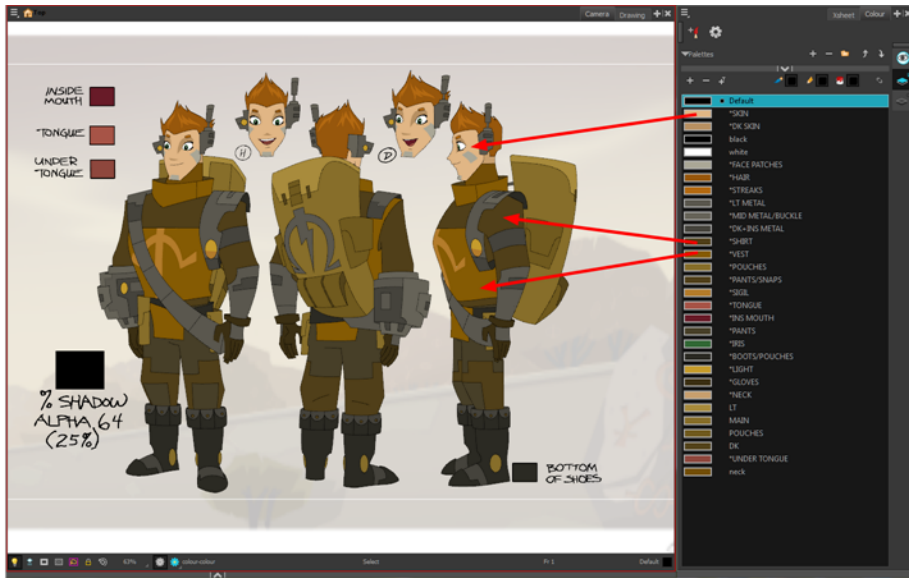 Top
Camera
Drawing
Xsheet
Colour
INSIDE
MOUTH
TONGUE
UNDER
TONGUE
H
D
% SHADOW
ALPHA 64
(25%)
BOTTOM
OF SHOES
Palettes
Default
*SKIN
*DK SKIN
black
white
*FACE PATCHES
*HAIR
*STREAKS
*LT METAL
*MID METAL/BUCKLE
*DK+INS METAL
*SHIRT
*VEST
*POUCHES
*PANTS/SNAPS
*SIGIL
*TONGUE
*INS MOUTH
*PANTS
*IRIS
*BOOTS/POUCHES
*LIGHT
*GLOVES
*NECK
LT
MAIN
POUCHES
DK
*UNDER TONGUE
neck
63%
colour-colour
Select
Fr 1
Default